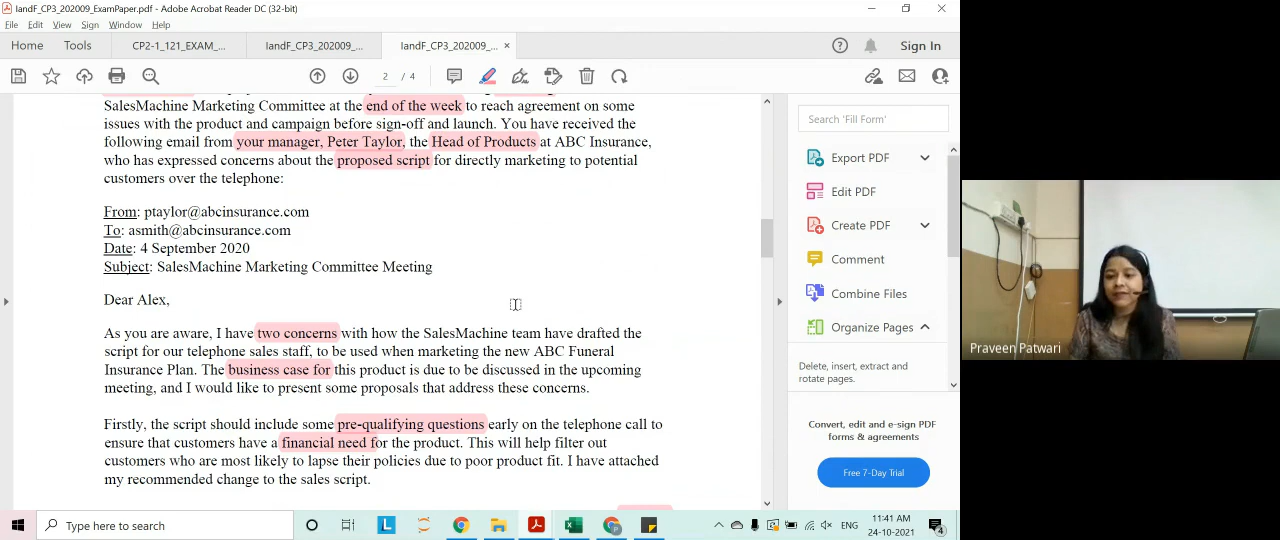 IandF_CP3_202009_ExamPaper.pdf - Adobe Acrobat Reader DC (32-bit)
File Edit View Sign Window Help
Home Tools CP2-1_121_EXAM_... IandF_CP3_202009_... IandF_CP3_202009_... × Sign In
2 / 4
SalesMachine Marketing Committee at the end of the week to reach agreement on some
issues with the product and campaign before sign-off and launch. You have received the
following email from your manager, Peter Taylor, the Head of Products at ABC Insurance,
who has expressed concerns about the proposed script for directly marketing to potential
customers over the telephone:
From: ptaylor@abcinsurance.com
To: asmith@abcinsurance.com
Date: 4 September 2020
Subject: SalesMachine Marketing Committee Meeting
Dear Alex,
As you are aware, I have two concerns with how the SalesMachine team have drafted the
script for our telephone sales staff, to be used when marketing the new ABC Funeral
Insurance Plan. The business case for this product is due to be discussed in the upcoming
meeting, and I would like to present some proposals that address these concerns.
Firstly, the script should include some pre-qualifying questions early on the telephone call to
ensure that customers have a financial need for the product. This will help filter out
customers who are most likely to lapse their policies due to poor product fit. I have attached
my recommended change to the sales script.
Search 'Fill Form'
Export PDF
Edit PDF
Create PDF
Comment
Combine Files
Organize Pages
Delete, insert, extract and
rotate pages.
Convert, edit and e-sign PDF
forms & agreements
Free 7-Day Trial
Praveen Patwari
Type here to search
ENG
11:41 AM
24-10-2021
4